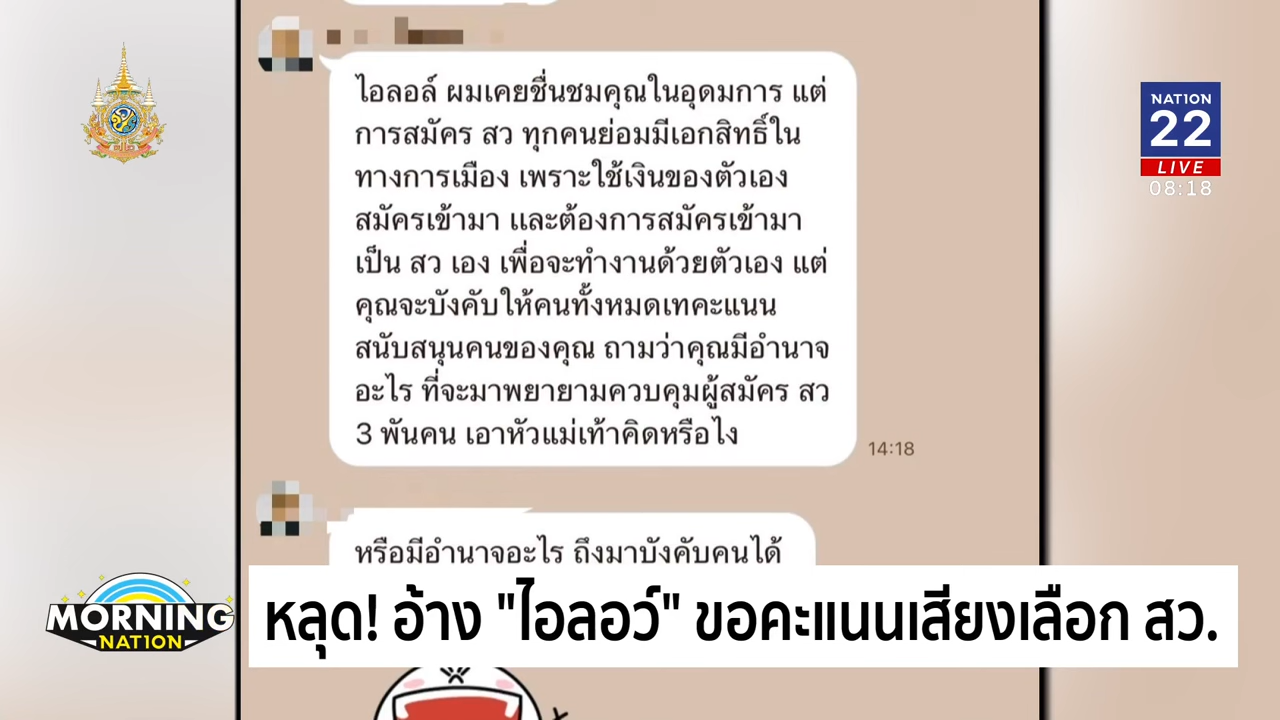 ไอลอล์ ผมเคยชื่นชมคุณในอุดมการ แต่
การสมัคร สว ทุกคนย่อมมีเอกสิทธิ์ใน
ทางการเมือง เพราะใช้เงินของตัวเอง
สมัครเข้ามา และต้องการสมัครเข้ามา
เป็น สว เอง เพื่อจะทำงานด้วยตัวเอง แต่
คุณจะบังคับให้คนทั้งหมดเทคะแนน
สนับสนุนคนของคุณ ถามว่าคุณมีอำนาจ
อะไร ที่จะมาพยายามควบคุมผู้สมัคร สว
3 พันคน เอาหัวแม่เท้าคิดหรือไง
14:18
หรือมีอำนาจอะไร ถึงมาบังคับคนได้
NATION
22
LIVE
08:18
MORNING
NATION
หลุด! อ้าง "ไอลอว์" ขอคะแนนเสียงเลือก สว.